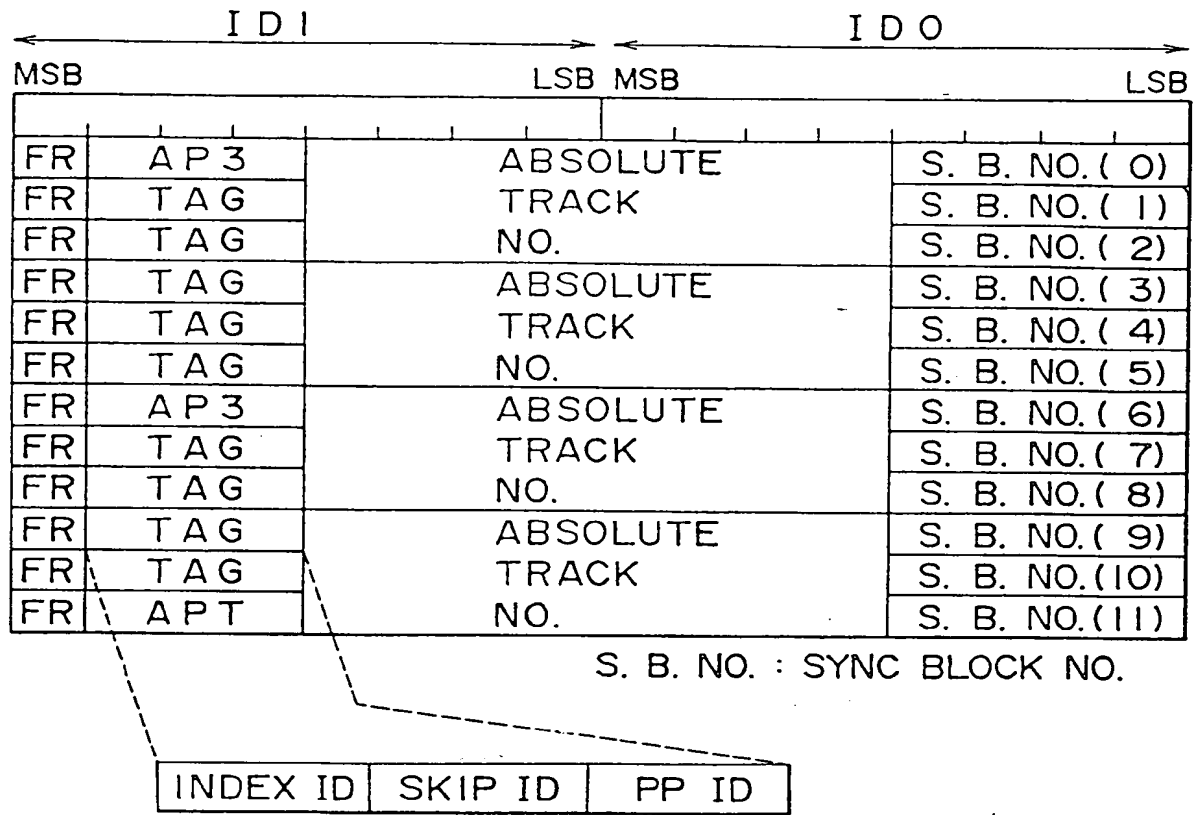 ID1 ID0
MSB LSB MSB LSB
FR AP3 ABSOLUTE S. B. NO. ( 0)
FR TAG TRACK S. B. NO. ( 1)
FR TAG NO. S. B. NO. ( 2)
FR TAG ABSOLUTE S. B. NO. ( 3)
FR TAG TRACK S. B. NO. ( 4)
FR TAG NO. S. B. NO. ( 5)
FR AP3 ABSOLUTE S. B. NO. ( 6)
FR TAG TRACK S. B. NO. ( 7)
FR TAG NO. S. B. NO. ( 8)
FR TAG ABSOLUTE S. B. NO. ( 9)
FR TAG TRACK S. B. NO. (10)
FR APT NO. S. B. NO. (11)
S. B. NO. : SYNC BLOCK NO.
INDEX ID SKIP ID PP ID